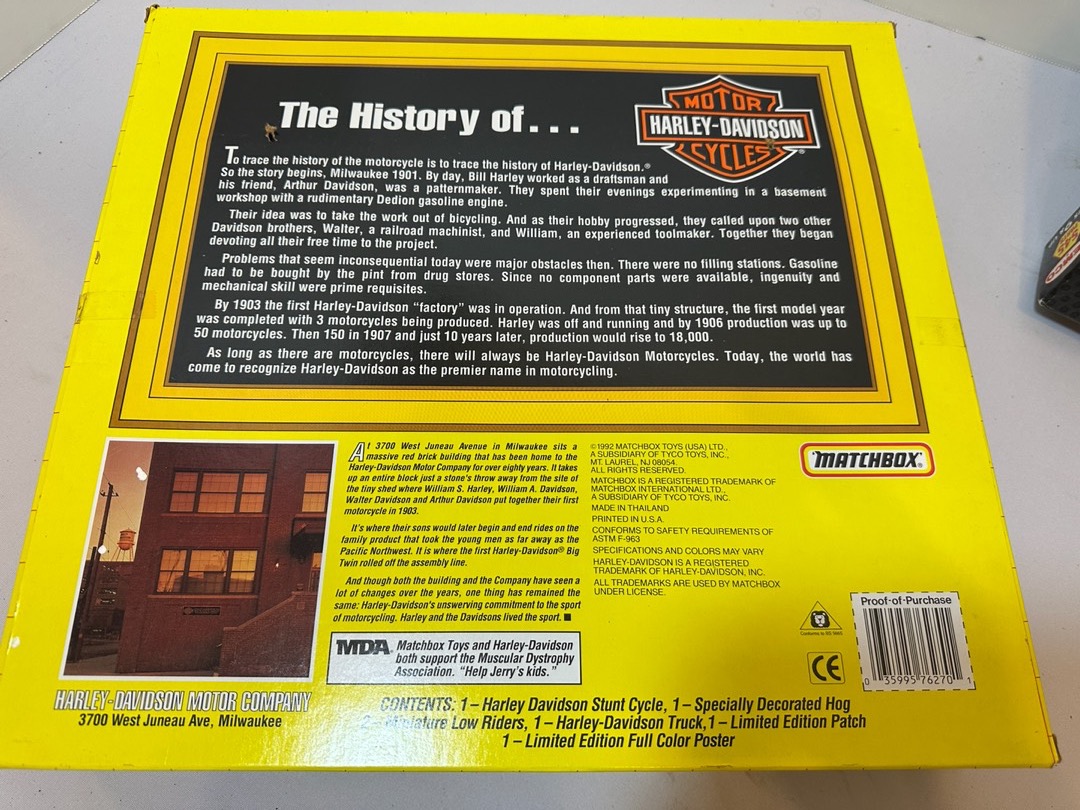 The History of...
MOTOR
HARLEY-DAVIDSON
CYCLES
To trace the history of the motorcycle is to trace the history of Harley-Davidson.®
So the story begins, Milwaukee 1901. By day, Bill Harley worked as a draftsman and
his friend, Arthur Davidson, was a patternmaker. They spent their evenings experimenting in a basement
workshop with a rudimentary Dedion gasoline engine.
Their idea was to take the work out of bicycling. And as their hobby progressed, they called upon two other
Davidson brothers, Walter, a railroad machinist, and William, an experienced toolmaker. Together they began
devoting all their free time to the project.
Problems that seem inconsequential today were major obstacles then. There were no filling stations. Gasoline
had to be bought by the pint from drug stores. Since no component parts were available, ingenuity and
mechanical skill were prime requisites.
By 1903 the first Harley-Davidson "factory" was in operation. And from that tiny structure, the first model year
was completed with 3 motorcycles being produced. Harley was off and running and by 1906 production was up to
50 motorcycles. Then 150 in 1907 and just 10 years later, production would rise to 18,000.
As long as there are motorcycles, there will always be Harley-Davidson Motorcycles. Today, the world has
come to recognize Harley-Davidson as the premier name in motorcycling.
At 3700 West Juneau Avenue in Milwaukee sits a
massive red brick building that has been home to the
Harley-Davidson Motor Company for over eighty years. It takes
up an entire block just a stone's throw away from the site of
the tiny shed where William S. Harley, William A. Davidson,
Walter Davidson and Arthur Davidson put together their first
motorcycle in 1903.
It's where their sons would later begin and end rides on the
family product that took the young men as far away as the
Pacific Northwest. It is where the first Harley-Davidson® Big
Twin rolled off the assembly line.
And though both the building and the Company have seen a
lot of changes over the years, one thing has remained the
same: Harley-Davidson's unswerving commitment to the sport
of motorcycling. Harley and the Davidsons lived the sport. ■
MDA
Matchbox Toys and Harley-Davidson
both support the Muscular Dystrophy
Association. "Help Jerry's kids."
©1992 MATCHBOX TOYS (USA) LTD.,
A SUBSIDIARY OF TYCO TOYS, INC.,
MT. LAUREL, NJ 08054.
ALL RIGHTS RESERVED.
MATCHBOX IS A REGISTERED TRADEMARK OF
MATCHBOX INTERNATIONAL LTD.,
A SUBSIDIARY OF TYCO TOYS, INC.
MADE IN THAILAND
PRINTED IN U.S.A.
CONFORMS TO SAFETY REQUIREMENTS OF
ASTM F-963
SPECIFICATIONS AND COLORS MAY VARY
HARLEY-DAVIDSON IS A REGISTERED
TRADEMARK OF HARLEY-DAVIDSON, INC.
ALL TRADEMARKS ARE USED BY MATCHBOX
UNDER LICENSE.
MATCHBOX®
Proof-of-Purchase
0 35995 76270 1
Conforms to BS 5665
CE
HARLEY-DAVIDSON MOTOR COMPANY
3700 West Juneau Ave, Milwaukee
CONTENTS: 1 – Harley Davidson Stunt Cycle, 1 – Specially Decorated Hog
2 – Miniature Low Riders, 1 – Harley-Davidson Truck, 1 – Limited Edition Patch
1 – Limited Edition Full Color Poster